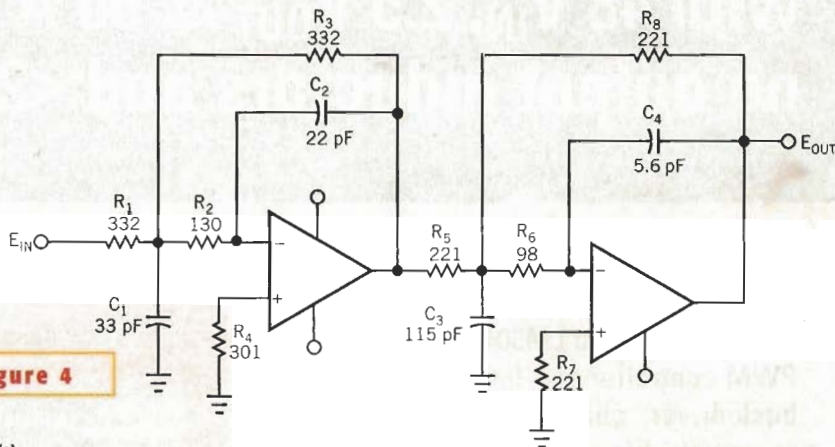 R3
332
R8
221
C2
22 pF
C4
5.6 pF
EOUT
R1
332
R2
130
EIN
−
+
R5
221
R6
98
−
+
C1
33 pF
R4
301
C3
115 pF
R7
221
gure 4